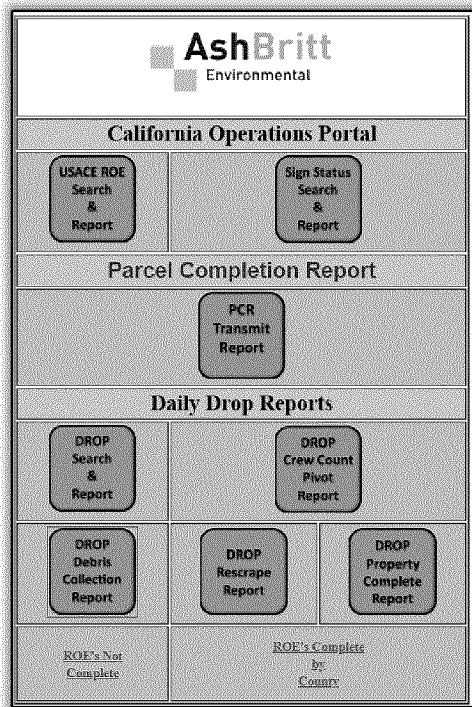 AshBritt
Environmental
California Operations Portal
USACE ROE
Search
&
Report
Sign Status
Search
&
Report
Parcel Completion Report
PCR
Transmit
Report
Daily Drop Reports
DROP
Search
&
Report
DROP
Crew Count
Pivot
Report
DROP
Debris
Collection
Report
DROP
Rescrape
Report
DROP
Property
Complete
Report
ROE's Not
Complete
ROE's Complete
by
County